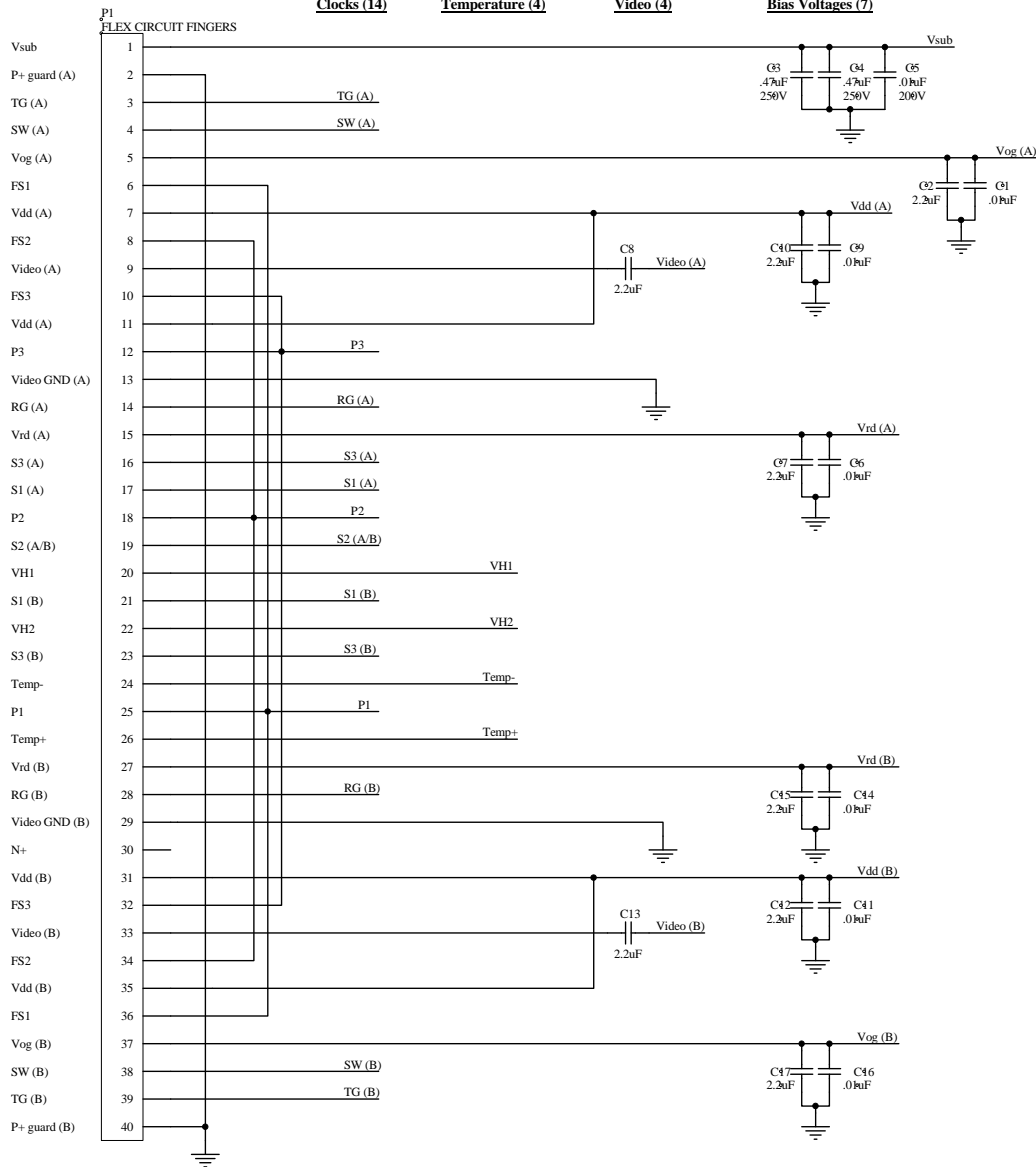 Clocks (14) Temperature (4) Video (4) Bias Voltages (7)
P1
FLEX CIRCUIT FINGERS
Vsub 1 Vsub
C3 C4 C5
.47uF .47uF .01uF
250V 250V 200V
P+ guard (A) 2
TG (A) 3 TG (A)
SW (A) 4 SW (A)
Vog (A) 5 Vog (A)
C2 C1
2.2uF .01uF
FS1 6
Vdd (A) 7 Vdd (A)
C10 C9
2.2uF .01uF
FS2 8
Video (A) 9 C8 Video (A)
2.2uF
FS3 10
Vdd (A) 11
P3 12 P3
Video GND (A) 13
RG (A) 14 RG (A)
Vrd (A) 15 Vrd (A)
C7 C6
2.2uF .01uF
S3 (A) 16 S3 (A)
S1 (A) 17 S1 (A)
P2 18 P2
S2 (A/B) 19 S2 (A/B)
VH1 20 VH1
S1 (B) 21 S1 (B)
VH2 22 VH2
S3 (B) 23 S3 (B)
Temp- 24 Temp-
P1 25 P1
Temp+ 26 Temp+
Vrd (B) 27 Vrd (B)
C15 C14
2.2uF .01uF
RG (B) 28 RG (B)
Video GND (B) 29
N+ 30
Vdd (B) 31 Vdd (B)
C12 C11
2.2uF .01uF
FS3 32
Video (B) 33 C13 Video (B)
2.2uF
FS2 34
Vdd (B) 35
FS1 36
Vog (B) 37 Vog (B)
C17 C16
2.2uF .01uF
SW (B) 38 SW (B)
TG (B) 39 TG (B)
P+ guard (B) 40